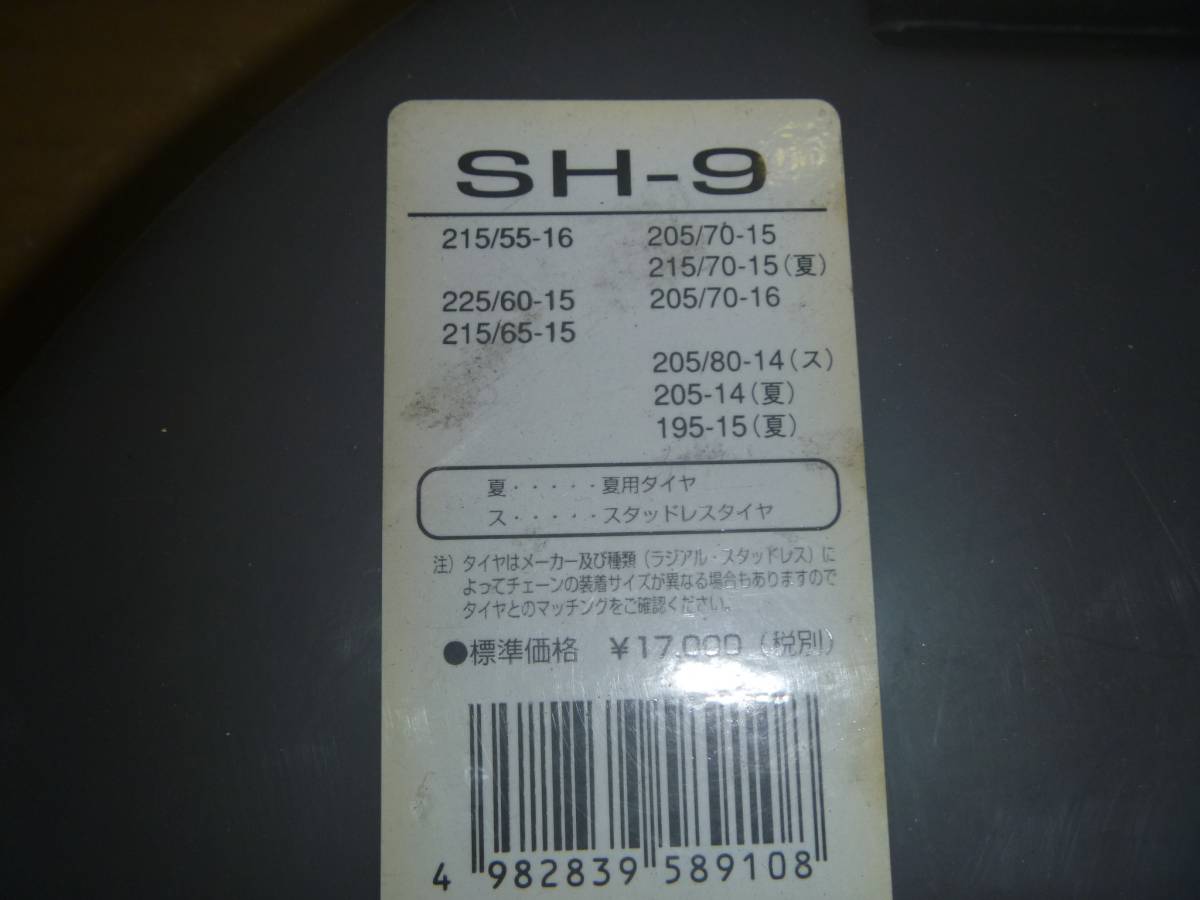 SH-9
215/55-16 205/70-15
215/70-15(夏)
225/60-15 205/70-16
215/65-15
205/80-14(ス)
205-14(夏)
195-15(夏)
夏・・・・・夏用タイヤ
ス・・・・・スタッドレスタイヤ
注) タイヤはメーカー及び種類(ラジアル・スタッドレス)に
よってチェーンの装着サイズが異なる場合もありますので
タイヤとのマッチングをご確認ください。
●標準価格 ¥17,000(税別)
4 982839 589108